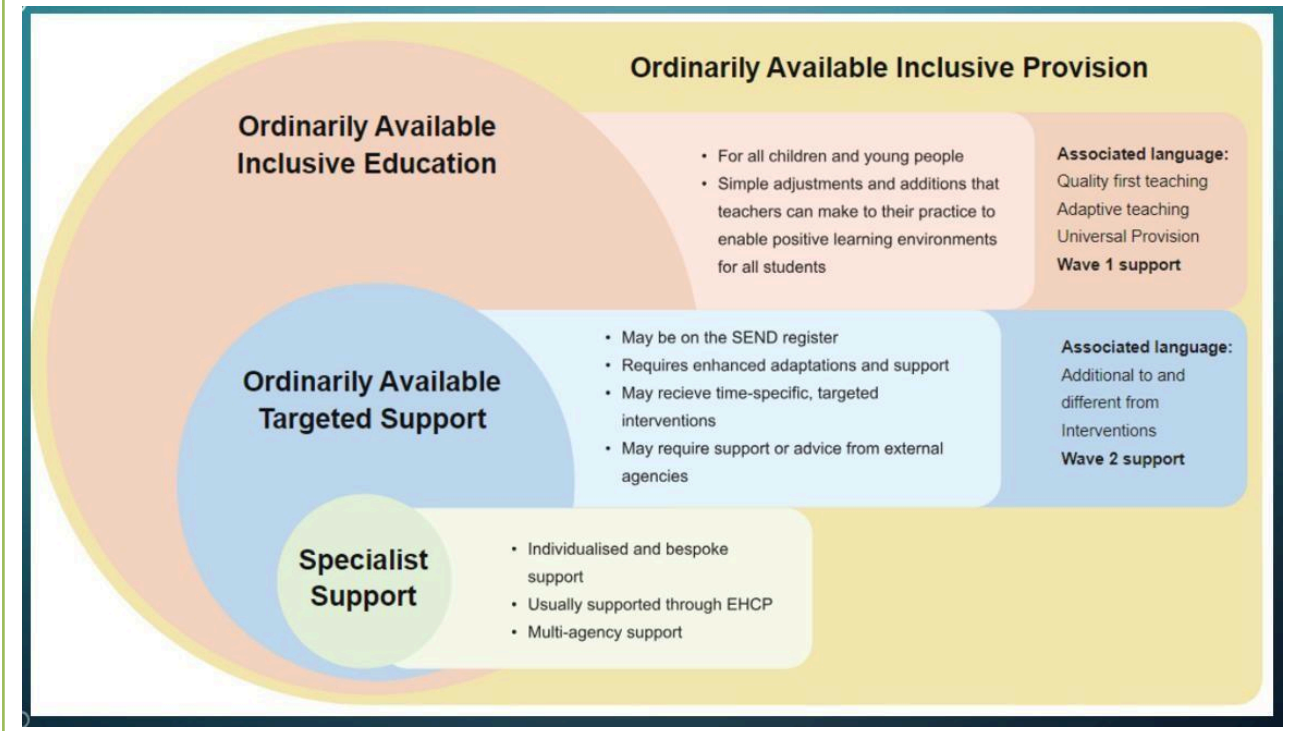 Ordinarily Available Inclusive Provision
Ordinarily Available
Inclusive Education
• For all children and young people
• Simple adjustments and additions that
teachers can make to their practice to
enable positive learning environments
for all students
Associated language:
Quality first teaching
Adaptive teaching
Universal Provision
Wave 1 support
Ordinarily Available
Targeted Support
• May be on the SEND register
• Requires enhanced adaptations and support
• May recieve time-specific, targeted
interventions
• May require support or advice from external
agencies
Associated language:
Additional to and
different from
Interventions
Wave 2 support
Specialist
Support
• Individualised and bespoke
support
• Usually supported through EHCP
• Multi-agency support